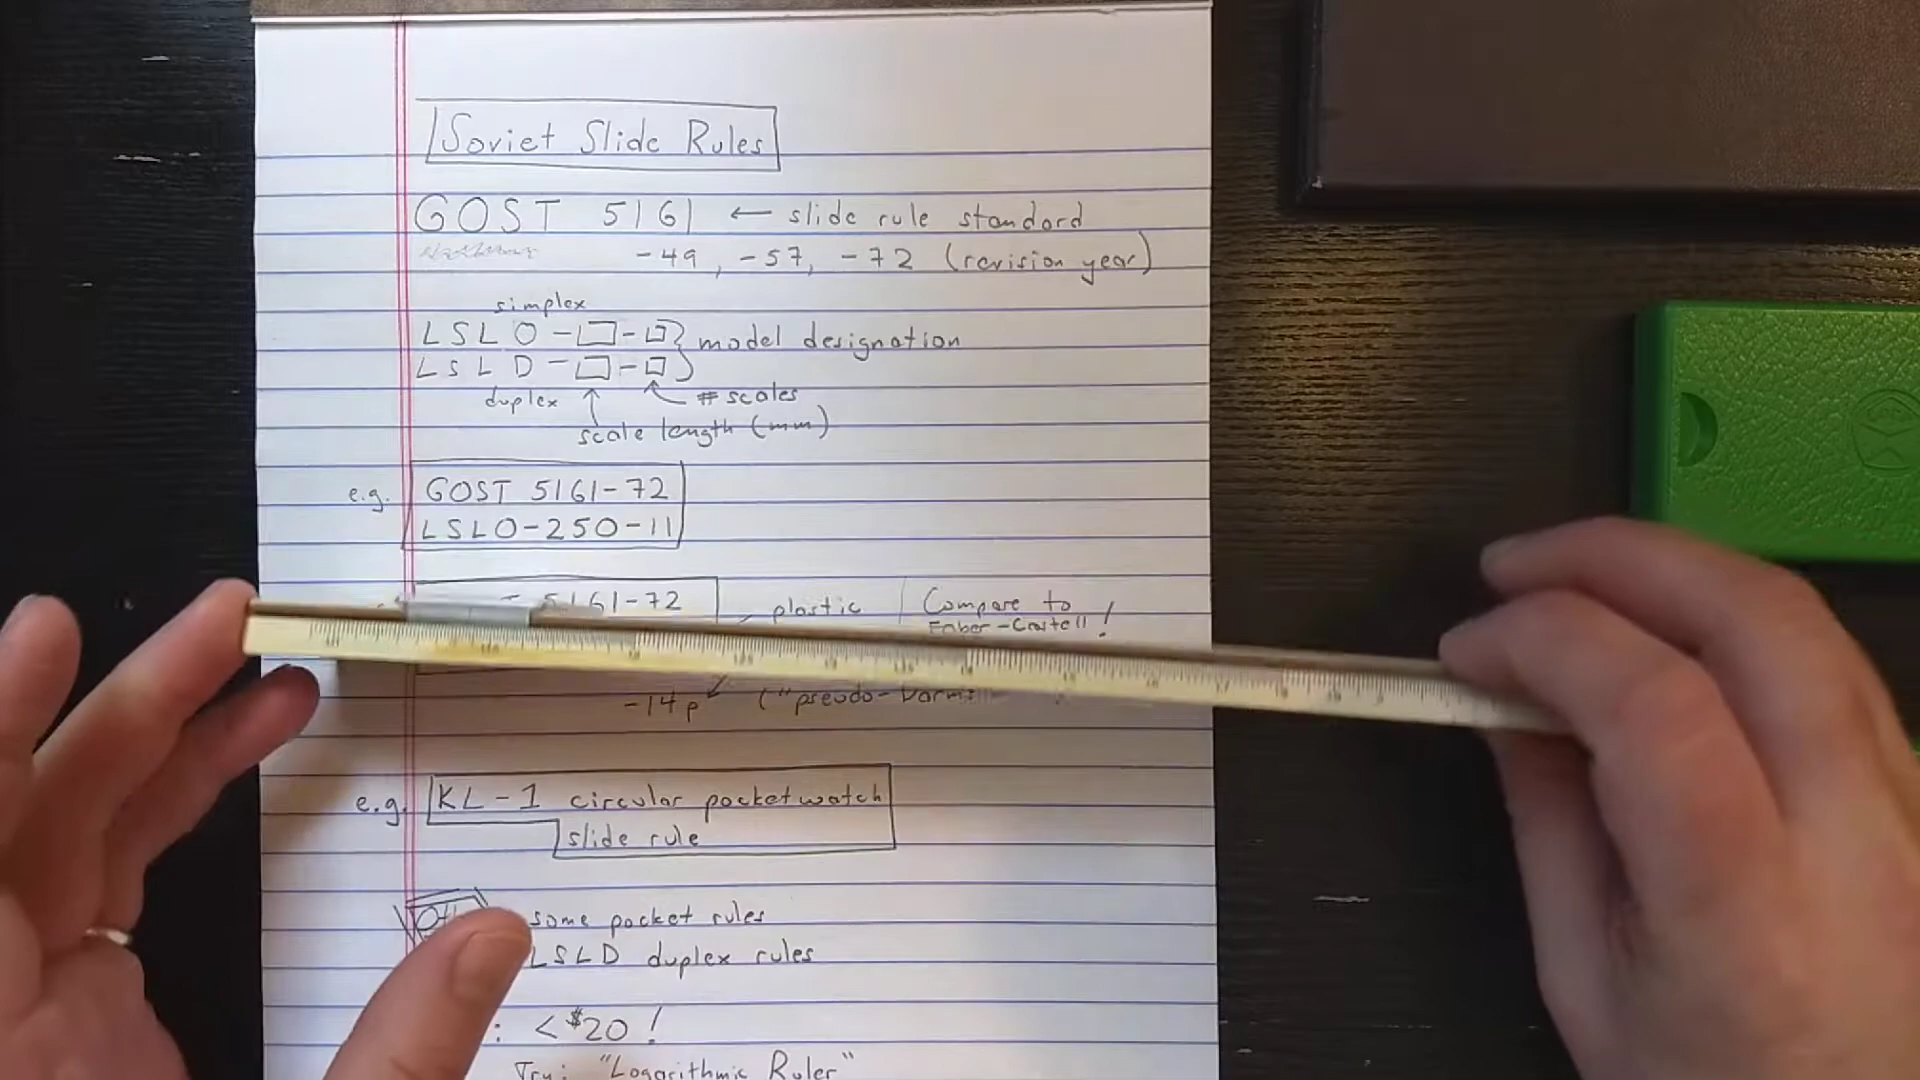 Soviet Slide Rules
GOST 5161 ← slide rule standard
-49, -57, -72 (revision year)
simplex
LSLO-□-□} model designation
LSLD-□-□)
duplex # scales
scale length (mm)
e.g. GOST 5161-72
LSLO-250-11
5161-72 plastic Compare to
Faber-Castell!
-14p ("pseudo-
e.g. KL-1 circular pocketwatch
slide rule
some pocket rules
LSLD duplex rules
: <$20!
Try: "Logarithmic Ruler"